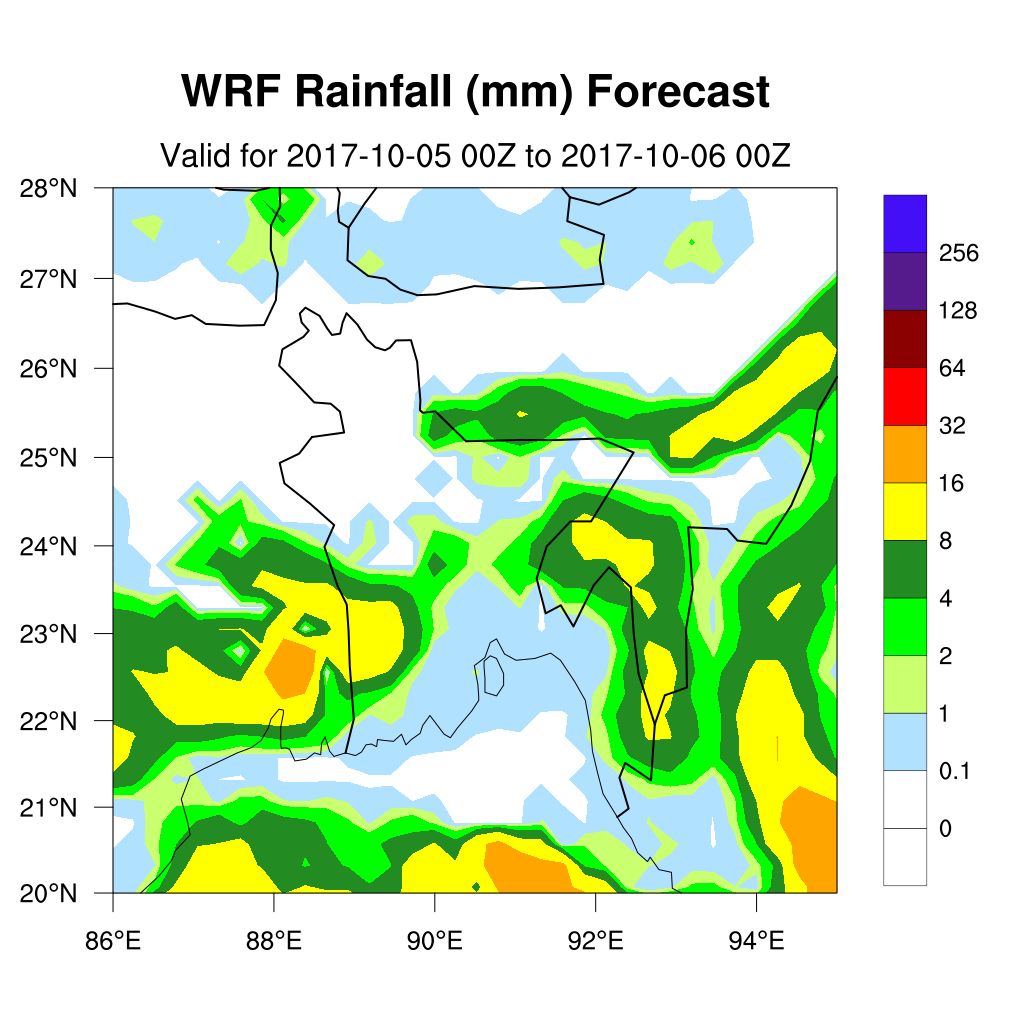 WRF Rainfall (mm) Forecast
Valid for 2017-10-05 00Z to 2017-10-06 00Z
28°N
27°N
26°N
25°N
24°N
23°N
22°N
21°N
20°N
86°E 88°E 90°E 92°E 94°E
256
128
64
32
16
8
4
2
1
0.1
0